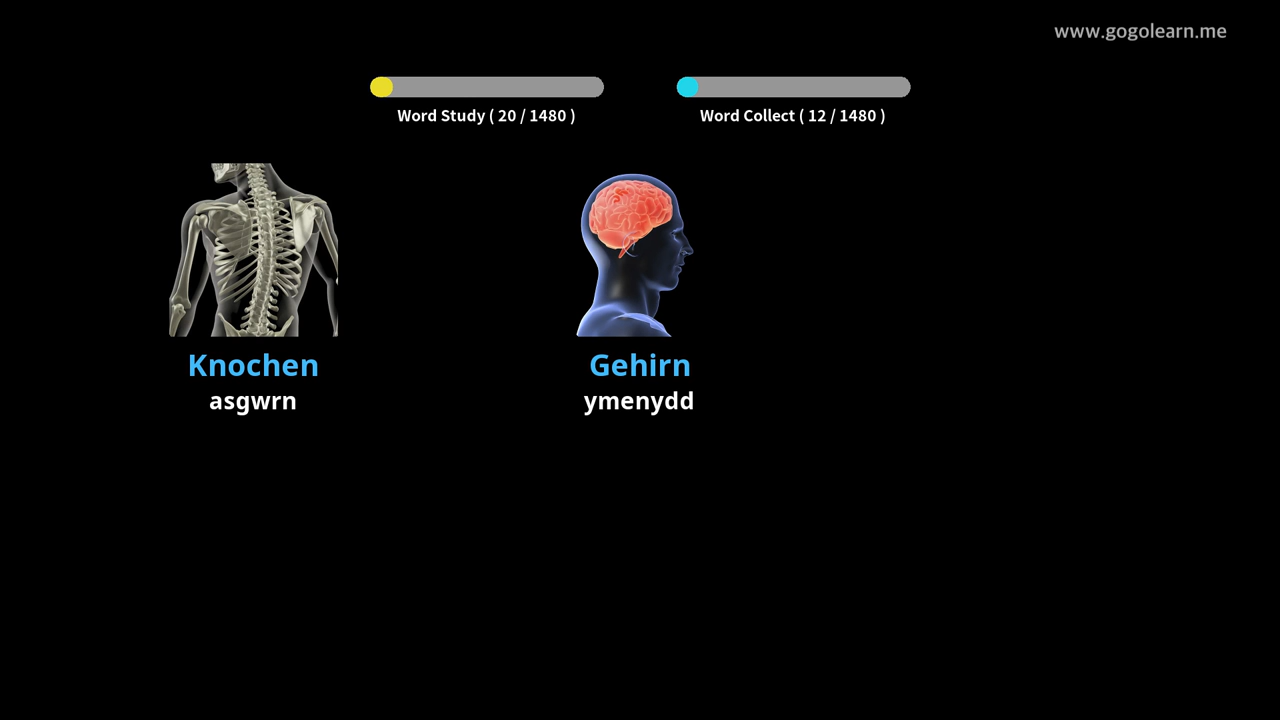 www.gogolearn.me
Word Study ( 20 / 1480 )
Word Collect ( 12 / 1480 )
Knochen
asgwrn
Gehirn
ymenydd